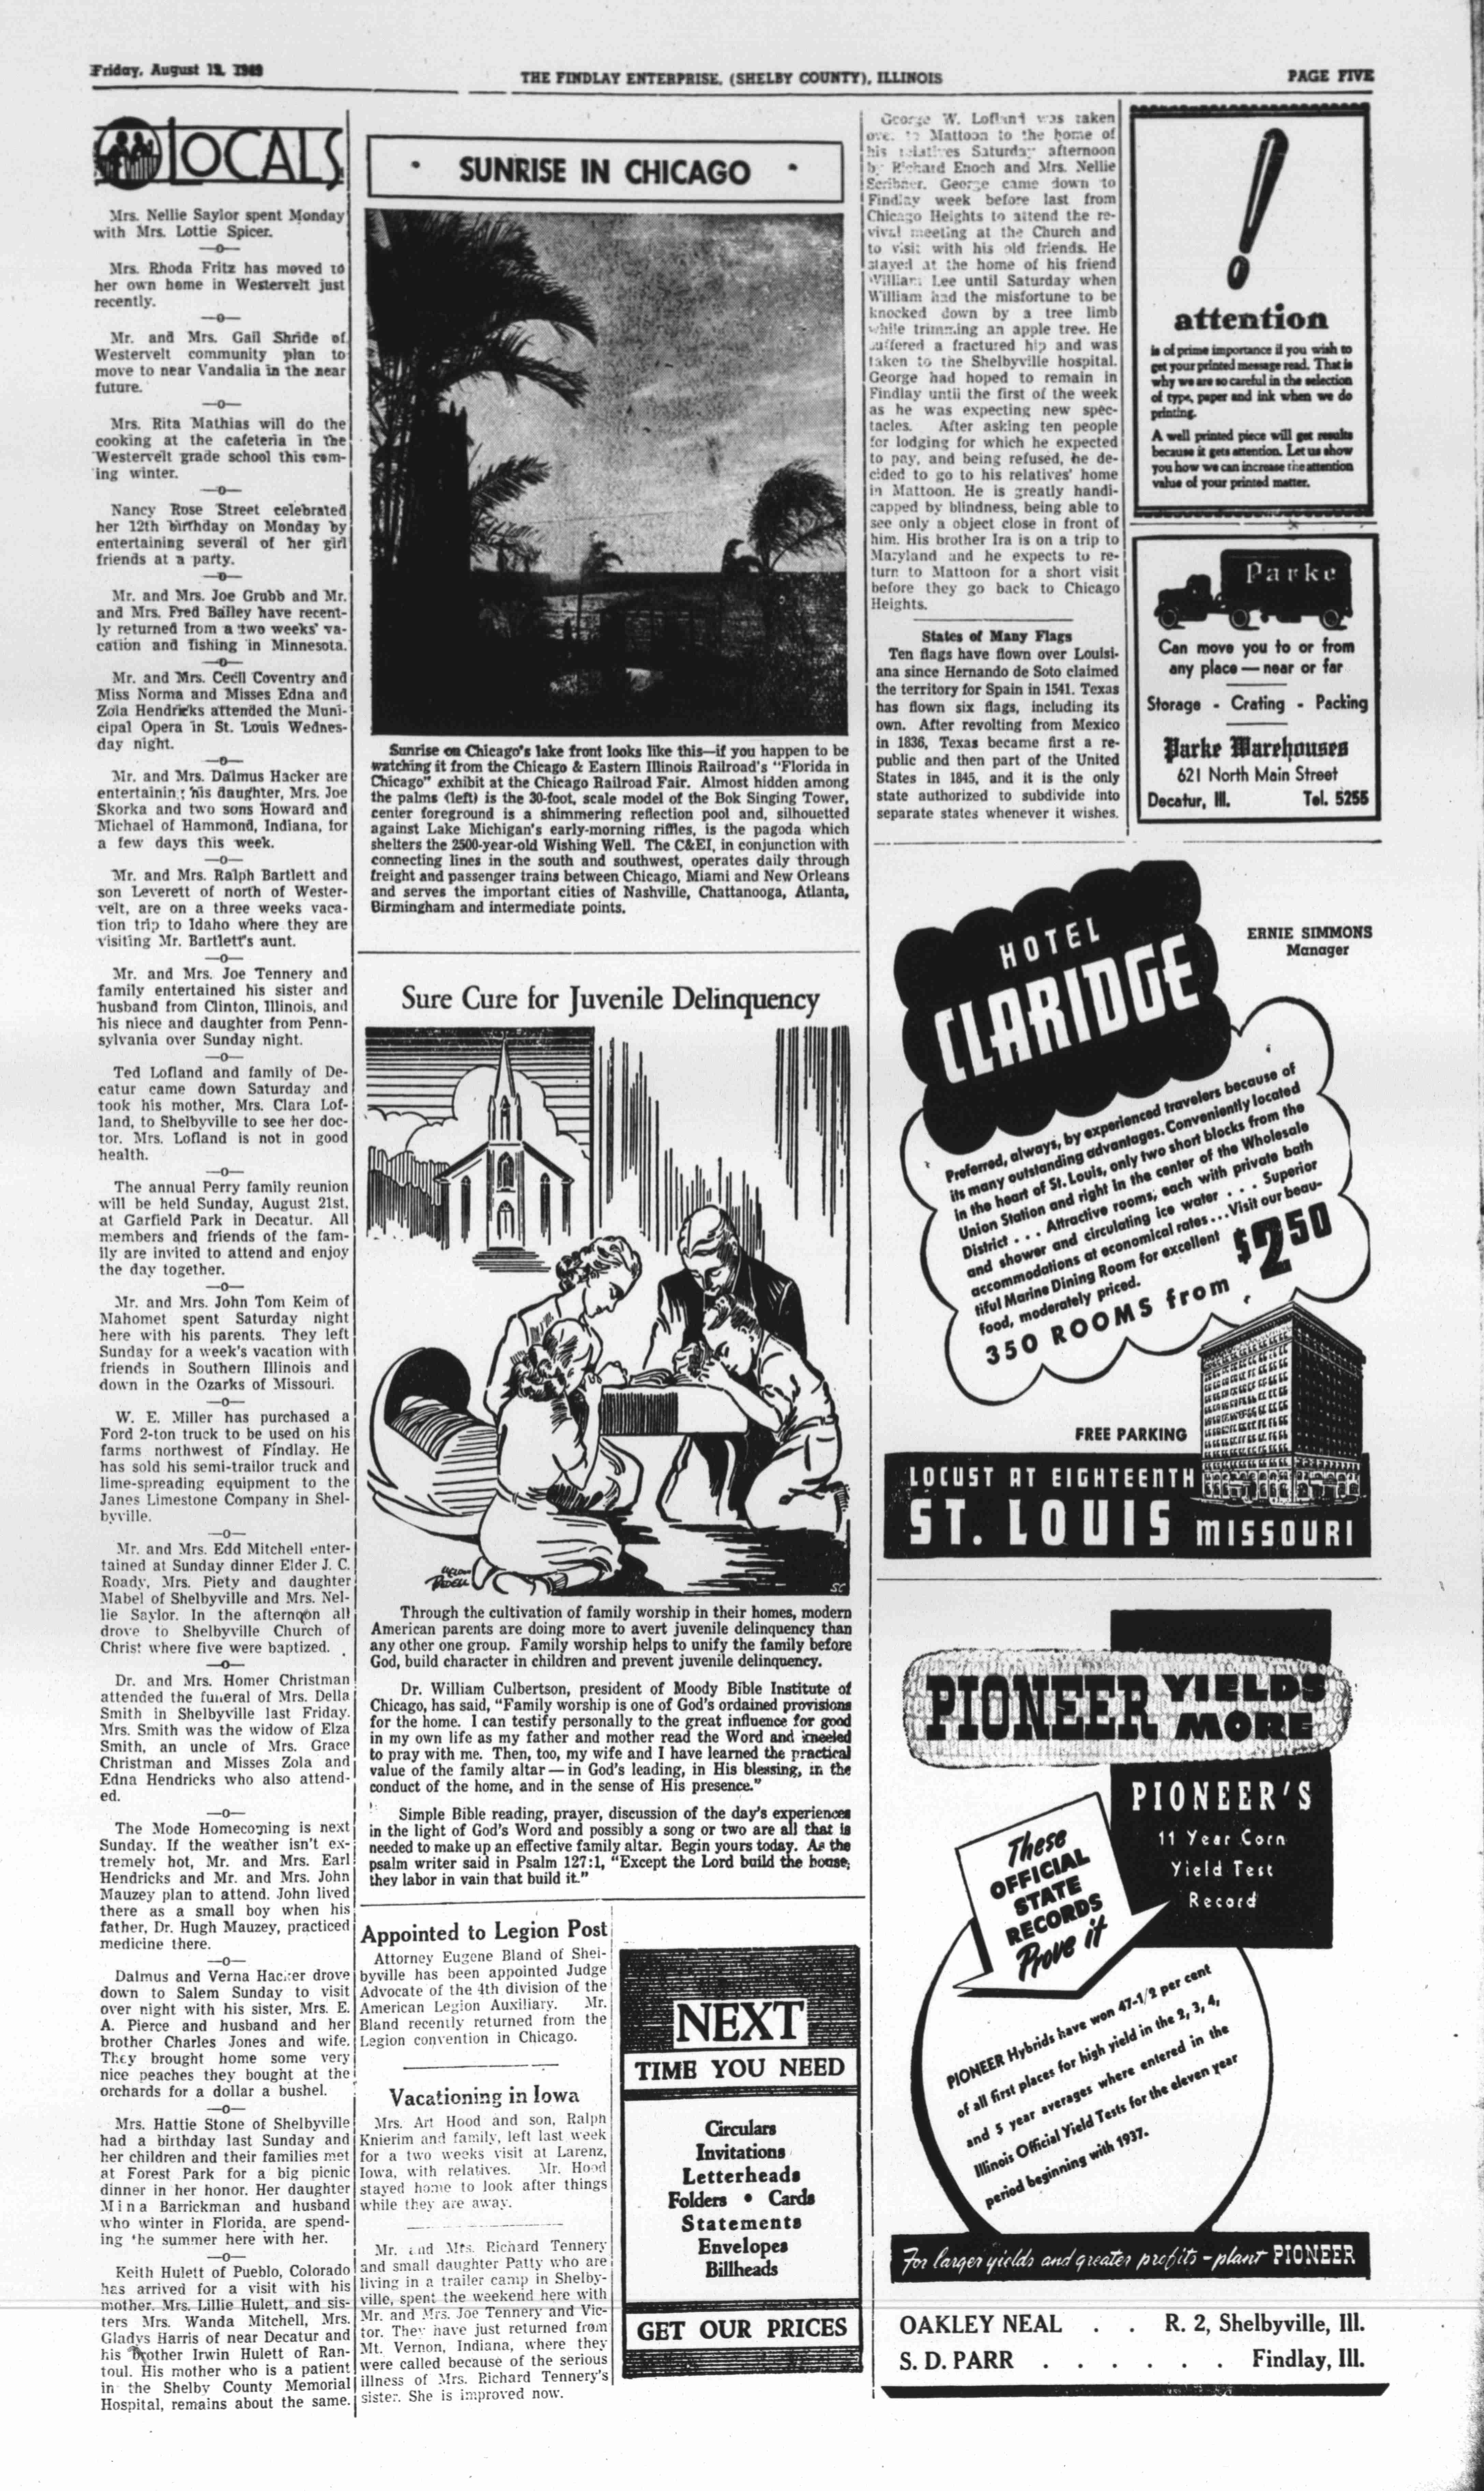 Friday, August 12, 1949
THE FINDLAY ENTERPRISE, (SHELBY COUNTY), ILLINOIS
PAGE FIVE
LOCALS
Mrs. Nellie Saylor spent Monday
with Mrs. Lottie Spicer.
—o—
Mrs. Rhoda Fritz has moved to
her own home in Westervelt just
recently.
—o—
Mr. and Mrs. Gail Shride of
Westervelt community plan to
move to near Vandalia in the near
future.
—o—
Mrs. Rita Mathias will do the
cooking at the cafeteria in the
Westervelt grade school this com-
ing winter.
—o—
Nancy Rose Street celebrated
her 12th birthday on Monday by
entertaining several of her girl
friends at a party.
—o—
Mr. and Mrs. Joe Grubb and Mr.
and Mrs. Fred Bailey have recent-
ly returned from a two weeks' va-
cation and fishing in Minnesota.
—o—
Mr. and Mrs. Cecil Coventry and
Miss Norma and Misses Edna and
Zola Hendricks attended the Muni-
cipal Opera in St. Louis Wednes-
day night.
—o—
Mr. and Mrs. Dalmus Hacker are
entertaining his daughter, Mrs. Joe
Skorka and two sons Howard and
Michael of Hammond, Indiana, for
a few days this week.
—o—
Mr. and Mrs. Ralph Bartlett and
son Leverett of north of Wester-
velt, are on a three weeks vaca-
tion trip to Idaho where they are
visiting Mr. Bartlett's aunt.
—o—
Mr. and Mrs. Joe Tennery and
family entertained his sister and
husband from Clinton, Illinois, and
his niece and daughter from Penn-
sylvania over Sunday night.
—o—
Ted Lofland and family of De-
catur came down Saturday and
took his mother, Mrs. Clara Lof-
land, to Shelbyville to see her doc-
tor. Mrs. Lofland is not in good
health.
—o—
The annual Perry family reunion
will be held Sunday, August 21st,
at Garfield Park in Decatur. All
members and friends of the fam-
ily are invited to attend and enjoy
the day together.
—o—
Mr. and Mrs. John Tom Keim of
Mahomet spent Saturday night
here with his parents. They left
Sunday for a week's vacation with
friends in Southern Illinois and
down in the Ozarks of Missouri.
—o—
W. E. Miller has purchased a
Ford 2-ton truck to be used on his
farms northwest of Findlay. He
has sold his semi-trailor truck and
lime-spreading equipment to the
Janes Limestone Company in Shel-
byville.
—o—
Mr. and Mrs. Edd Mitchell enter-
tained at Sunday dinner Elder J. C.
Roady, Mrs. Piety and daughter
Mabel of Shelbyville and Mrs. Nel-
lie Saylor. In the afternoon all
drove to Shelbyville Church of
Christ where five were baptized.
—o—
Dr. and Mrs. Homer Christman
attended the funeral of Mrs. Della
Smith in Shelbyville last Friday.
Mrs. Smith was the widow of Elza
Smith, an uncle of Mrs. Grace
Christman and Misses Zola and
Edna Hendricks who also attend-
ed.
—o—
The Mode Homecoming is next
Sunday. If the weather isn't ex-
tremely hot, Mr. and Mrs. Earl
Hendricks and Mr. and Mrs. John
Mauzey plan to attend. John lived
there as a small boy when his
father, Dr. Hugh Mauzey, practiced
medicine there.
—o—
Dalmus and Verna Hacker drove
down to Salem Sunday to visit
over night with his sister, Mrs. E.
A. Pierce and husband and her
brother Charles Jones and wife.
They brought home some very
nice peaches they bought at the
orchards for a dollar a bushel.
—o—
Mrs. Hattie Stone of Shelbyville
had a birthday last Sunday and
her children and their families met
at Forest Park for a big picnic
dinner in her honor. Her daughter
Mina Barrickman and husband
who winter in Florida, are spend-
ing the summer here with her.
—o—
Keith Hulett of Pueblo, Colorado
has arrived for a visit with his
mother, Mrs. Lillie Hulett, and sis-
ters Mrs. Wanda Mitchell, Mrs.
Gladys Harris of near Decatur and
his brother Irwin Hulett of Ran-
toul. His mother who is a patient
in the Shelby County Memorial
Hospital, remains about the same.
• SUNRISE IN CHICAGO •
Sunrise on Chicago's lake front looks like this—if you happen to be
watching it from the Chicago & Eastern Illinois Railroad's "Florida in
Chicago" exhibit at the Chicago Railroad Fair. Almost hidden among
the palms (left) is the 30-foot, scale model of the Bok Singing Tower,
center foreground is a shimmering reflection pool and, silhouetted
against Lake Michigan's early-morning riffles, is the pagoda which
shelters the 2500-year-old Wishing Well. The C&EI, in conjunction with
connecting lines in the south and southwest, operates daily through
freight and passenger trains between Chicago, Miami and New Orleans
and serves the important cities of Nashville, Chattanooga, Atlanta,
Birmingham and intermediate points.
Sure Cure for Juvenile Delinquency
SC
Through the cultivation of family worship in their homes, modern
American parents are doing more to avert juvenile delinquency than
any other one group. Family worship helps to unify the family before
God, build character in children and prevent juvenile delinquency.
Dr. William Culbertson, president of Moody Bible Institute of
Chicago, has said, "Family worship is one of God's ordained provisions
for the home. I can testify personally to the great influence for good
in my own life as my father and mother read the Word and kneeled
to pray with me. Then, too, my wife and I have learned the practical
value of the family altar—in God's leading, in His blessing, in the
conduct of the home, and in the sense of His presence."
Simple Bible reading, prayer, discussion of the day's experiences
in the light of God's Word and possibly a song or two are all that is
needed to make up an effective family altar. Begin yours today. As the
psalm writer said in Psalm 127:1, "Except the Lord build the house,
they labor in vain that build it."
Appointed to Legion Post
Attorney Eugene Bland of Shel-
byville has been appointed Judge
Advocate of the 4th division of the
American Legion Auxiliary. Mr.
Bland recently returned from the
Legion convention in Chicago.
Vacationing in Iowa
Mrs. Art Hood and son, Ralph
Knierim and family, left last week
for a two weeks visit at Larenz,
Iowa, with relatives. Mr. Hood
stayed home to look after things
while they are away.
Mr. and Mrs. Richard Tennery
and small daughter Patty who are
living in a trailer camp in Shelby-
ville, spent the weekend here with
Mr. and Mrs. Joe Tennery and Vic-
tor. They have just returned from
Mt. Vernon, Indiana, where they
were called because of the serious
illness of Mrs. Richard Tennery's
sister. She is improved now.
NEXT
TIME YOU NEED
Circulars
Invitations
Letterheads
Folders • Cards
Statements
Envelopes
Billheads
GET OUR PRICES
George W. Lofland was taken
over to Mattoon to the home of
his relatives Saturday afternoon
by Richard Enoch and Mrs. Nellie
Scribner. George came down to
Findlay week before last from
Chicago Heights to attend the re-
vival meeting at the Church and
to visit with his old friends. He
stayed at the home of his friend
William Lee until Saturday when
William had the misfortune to be
knocked down by a tree limb
while trimming an apple tree. He
suffered a fractured hip and was
taken to the Shelbyville hospital.
George had hoped to remain in
Findlay until the first of the week
as he was expecting new spec-
tacles. After asking ten people
for lodging for which he expected
to pay, and being refused, he de-
cided to go to his relatives' home
in Mattoon. He is greatly handi-
capped by blindness, being able to
see only a object close in front of
him. His brother Ira is on a trip to
Maryland and he expects to re-
turn to Mattoon for a short visit
before they go back to Chicago
Heights.
States of Many Flags
Ten flags have flown over Louisi-
ana since Hernando de Soto claimed
the territory for Spain in 1541. Texas
has flown six flags, including its
own. After revolting from Mexico
in 1836, Texas became first a re-
public and then part of the United
States in 1845, and it is the only
state authorized to subdivide into
separate states whenever it wishes.
!
attention
is of prime importance if you wish to
get your printed message read. That is
why we are so careful in the selection
of type, paper and ink when we do
printing.
A well printed piece will get results
because it gets attention. Let us show
you how we can increase the attention
value of your printed matter.
Parke
Can move you to or from
any place — near or far
Storage - Crating - Packing
Parke Warehouses
621 North Main Street
Decatur, Ill. Tel. 5255
HOTEL
CLARIDGE
ERNIE SIMMONS
Manager
Preferred, always, by experienced travelers because of
its many outstanding advantages. Conveniently located
in the heart of St. Louis, only two short blocks from the
Union Station and right in the center of the Wholesale
District . . . Attractive rooms; each with private bath
and shower and circulating ice water . . . Superior
accommodations at economical rates...Visit our beau-
tiful Marine Dining Room for excellent
food, moderately priced.
350 ROOMS from $2 50
FREE PARKING
LOCUST AT EIGHTEENTH
ST. LOUIS MISSOURI
PIONEER YIELDS
MORE
PIONEER'S
11 Year Corn
Yield Test
Record
These
OFFICIAL
STATE
RECORDS
Prove it
PIONEER Hybrids have won 47-1/2 per cent
of all first places for high yield in the 2, 3, 4,
and 5 year averages where entered in the
Illinois Official Yield Tests for the eleven year
period beginning with 1937.
For larger yields and greater profits - plant PIONEER
OAKLEY NEAL . . R. 2, Shelbyville, Ill.
S. D. PARR . . . . . . Findlay, Ill.